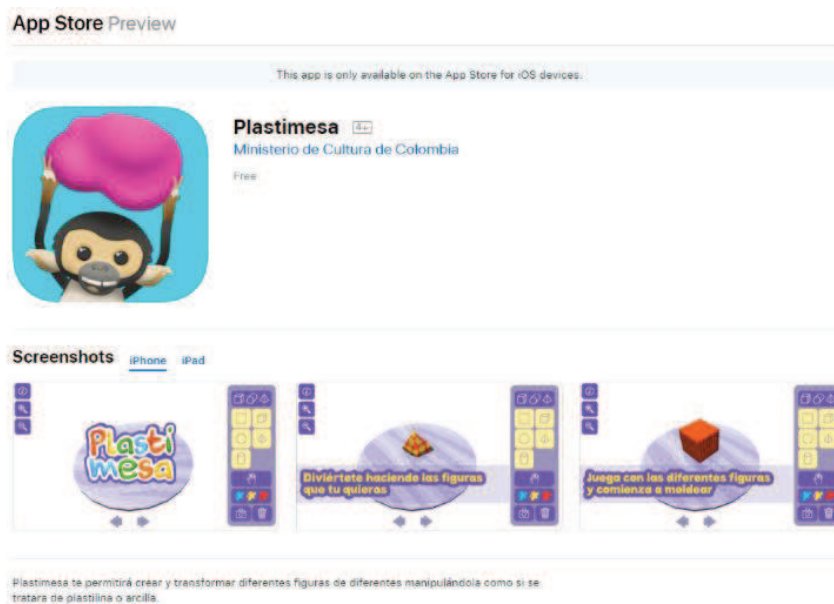 App Store Preview
This app is only available on the App Store for iOS devices.
Plastimesa 4+
Ministerio de Cultura de Colombia
Free
Screenshots iPhone iPad
Plasti
mesa
Diviértete haciendo las figuras
que tu quieras
Juega con las diferentes figuras
y comienza a moldear
Plastimesa te permitirá crear y transformar diferentes figuras de diferentes manipulándola como si se
tratara de plastilina o arcilla.